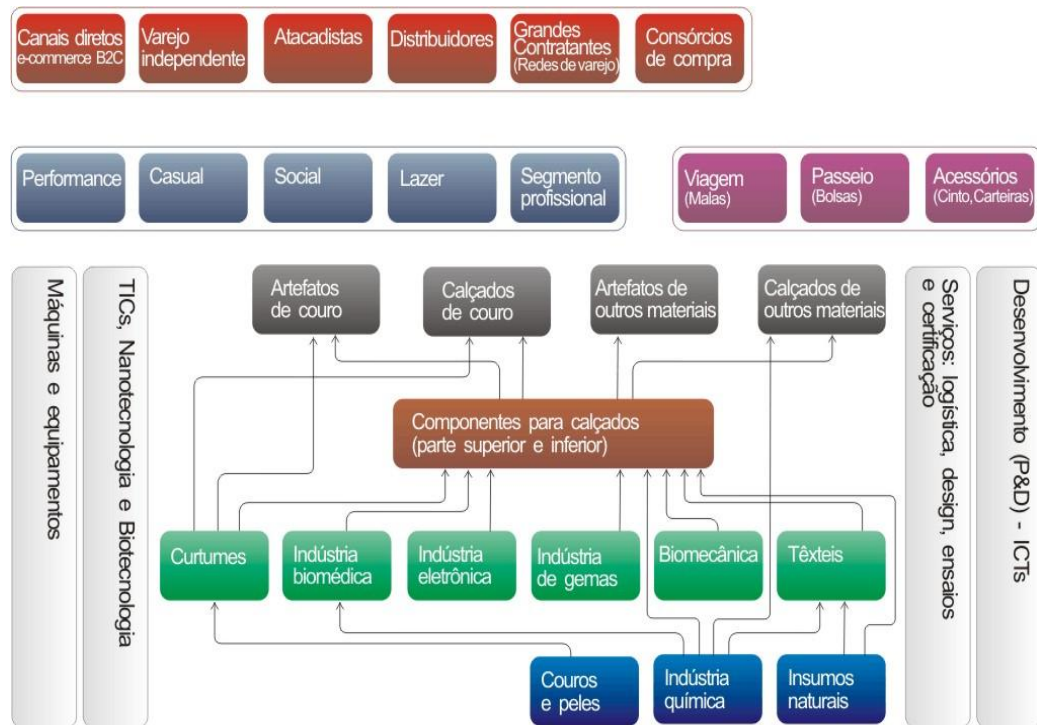 Canais diretos
e-commerce B2C
Varejo
independente
Atacadistas
Distribuidores
Grandes
Contratantes
(Redes de varejo)
Consórcios
de compra
Performance
Casual
Social
Lazer
Segmento
profissional
Viagem
(Malas)
Passeio
(Bolsas)
Acessórios
(Cinto,Carteiras)
Máquinas e equipamentos
TICs, Nanotecnologia e Biotecnologia
Artefatos
de couro
Calçados
de couro
Artefatos de
outros materiais
Calçados de
outros materiais
Serviços: logística, design, ensaios
e certificação
Desenvolvimento (P&D) - ICTs
Componentes para calçados
(parte superior e inferior)
Curtumes
Indústria
biomédica
Indústria
eletrônica
Indústria
de gemas
Biomecânica
Têxteis
Couros
e peles
Indústria
química
Insumos
naturais